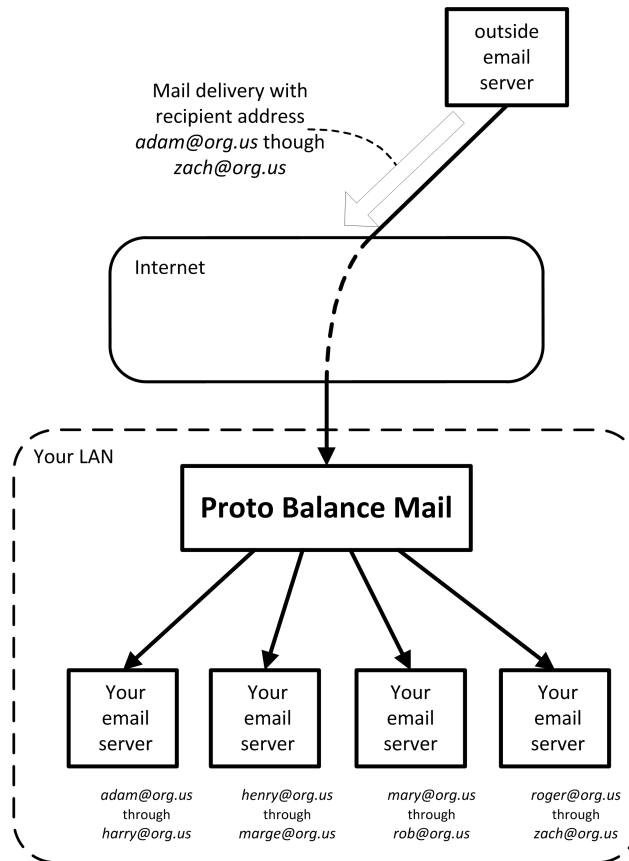 outside
email
server
Mail delivery with
recipient address
adam@org.us though
zach@org.us
Internet
Your LAN
Proto Balance Mail
Your
email
server
Your
email
server
Your
email
server
Your
email
server
adam@org.us
through
harry@org.us
henry@org.us
through
marge@org.us
mary@org.us
through
rob@org.us
roger@org.us
through
zach@org.us